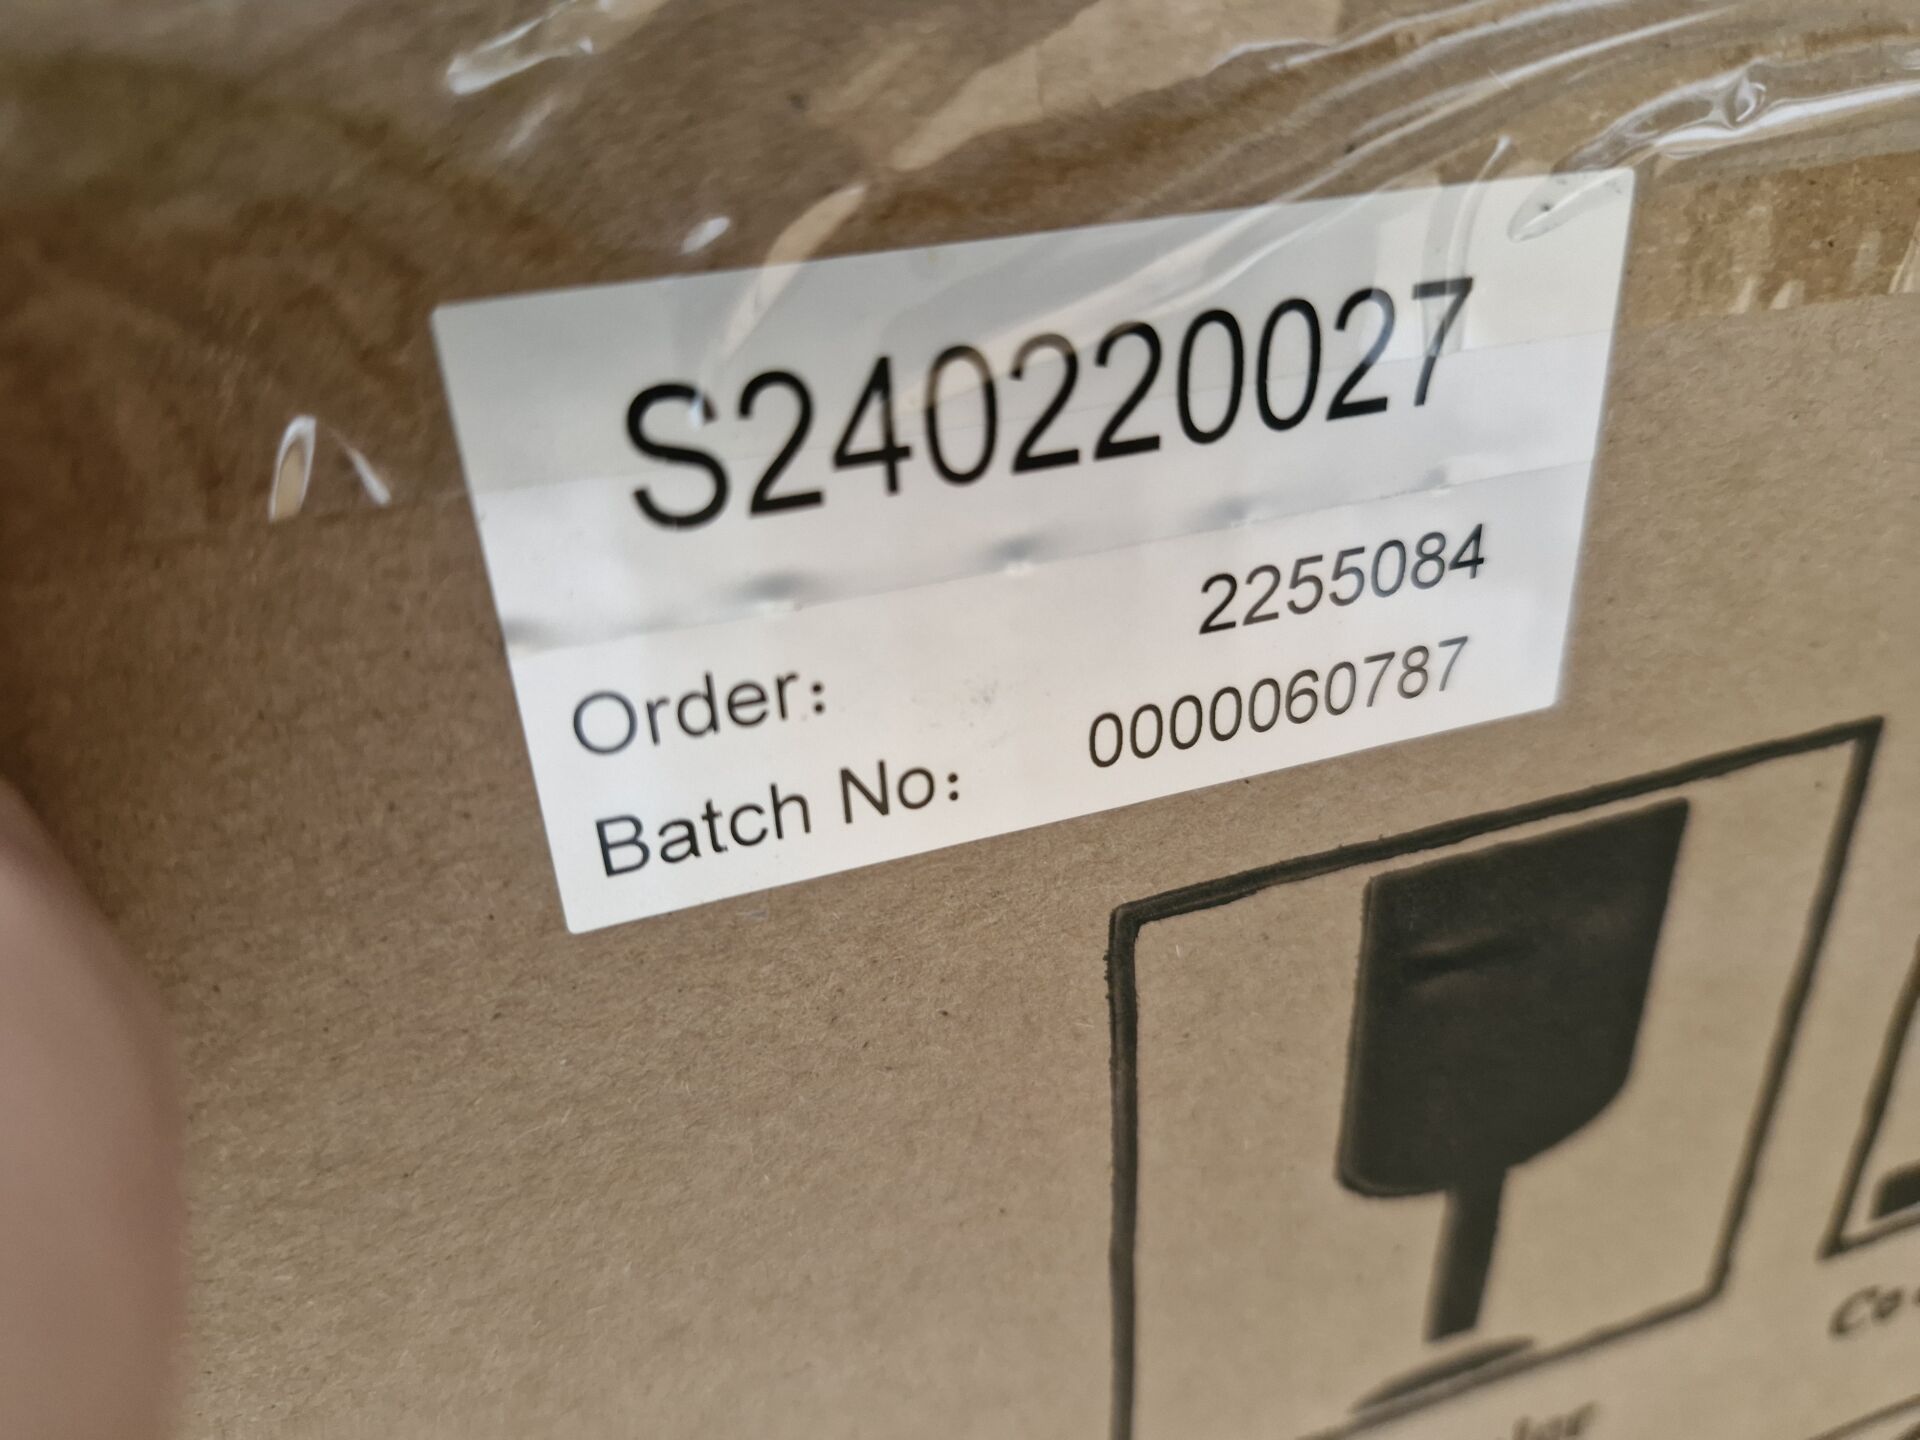 S240220027
Order: 2255084
Batch No: 0000060787